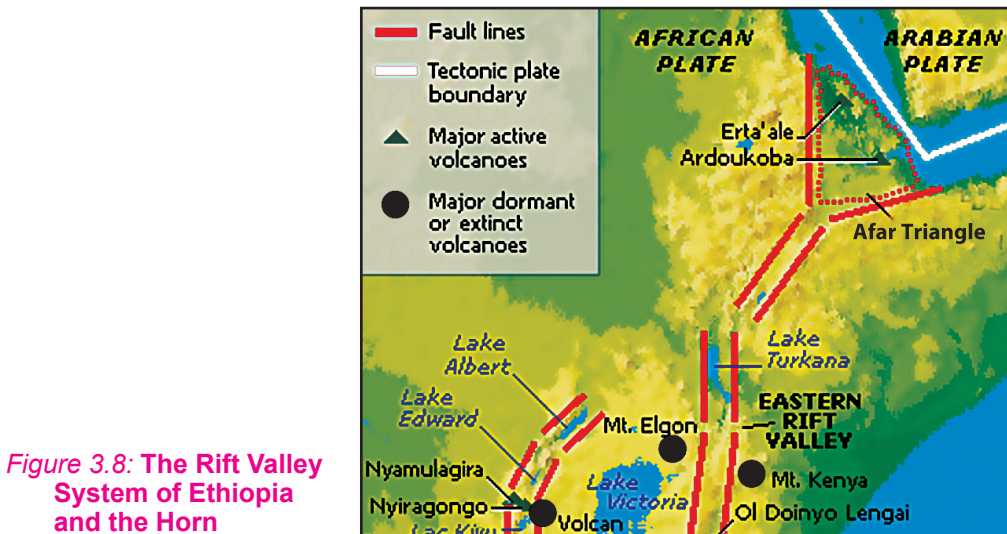 Fault lines
Tectonic plate
boundary
Major active
volcanoes
Major dormant
or extinct
volcanoes
AFRICAN
PLATE
ARABIAN
PLATE
Erta'ale
Ardoukoba
Afar Triangle
Lake
Turkana
Lake
Albert
Lake
Edward
EASTERN
RIFT
VALLEY
Mt. Elgon
Mt. Kenya
Nyamulagira
Nyiragongo
Lake
Victoria
Volcan
Ol Doinyo Lengai
Lac Kivu
Figure 3.8: The Rift Valley
System of Ethiopia
and the Horn